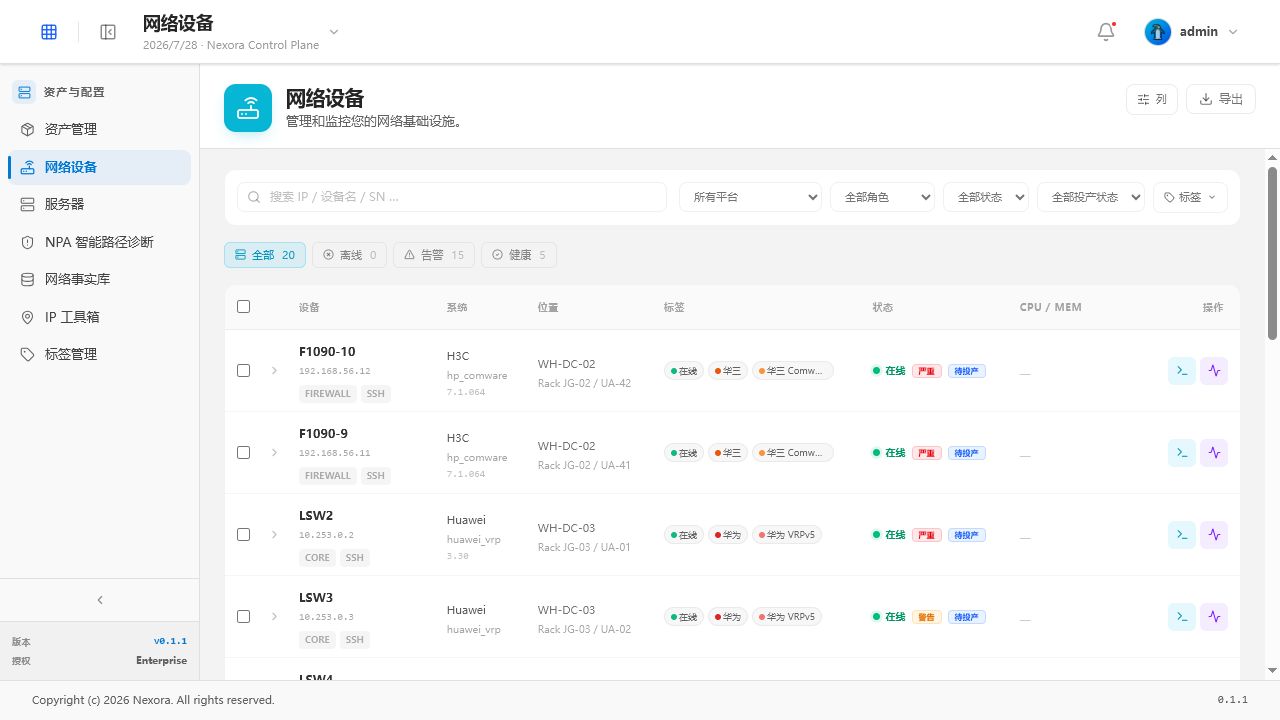 网络设备
2026/7/28 · Nexora Control Plane
admin
资产与配置
资产管理
网络设备
服务器
NPA 智能路径诊断
网络事实库
IP 工具箱
标签管理
版本 v0.1.1
授权 Enterprise
网络设备
管理和监控您的网络基础设施。
列 导出
搜索 IP / 设备名 / SN ... 所有平台 全部角色 全部状态 全部投产状态 标签
全部 20 离线 0 告警 15 健康 5
设备 系统 位置 标签 状态 CPU / MEM 操作
F1090-10
192.168.56.12
FIREWALL SSH
H3C
hp_comware
7.1.064
WH-DC-02
Rack JG-02 / UA-42
在线 华三 华三 Comw...
在线 严重 待投产
—
F1090-9
192.168.56.11
FIREWALL SSH
H3C
hp_comware
7.1.064
WH-DC-02
Rack JG-02 / UA-41
在线 华三 华三 Comw...
在线 严重 待投产
—
LSW2
10.253.0.2
CORE SSH
Huawei
huawei_vrp
3.30
WH-DC-03
Rack JG-03 / UA-01
在线 华为 华为 VRPv5
在线 严重 待投产
—
LSW3
10.253.0.3
CORE SSH
Huawei
huawei_vrp
WH-DC-03
Rack JG-03 / UA-02
在线 华为 华为 VRPv5
在线 警告 待投产
—
LSW4
Copyright (c) 2026 Nexora. All rights reserved.
0.1.1